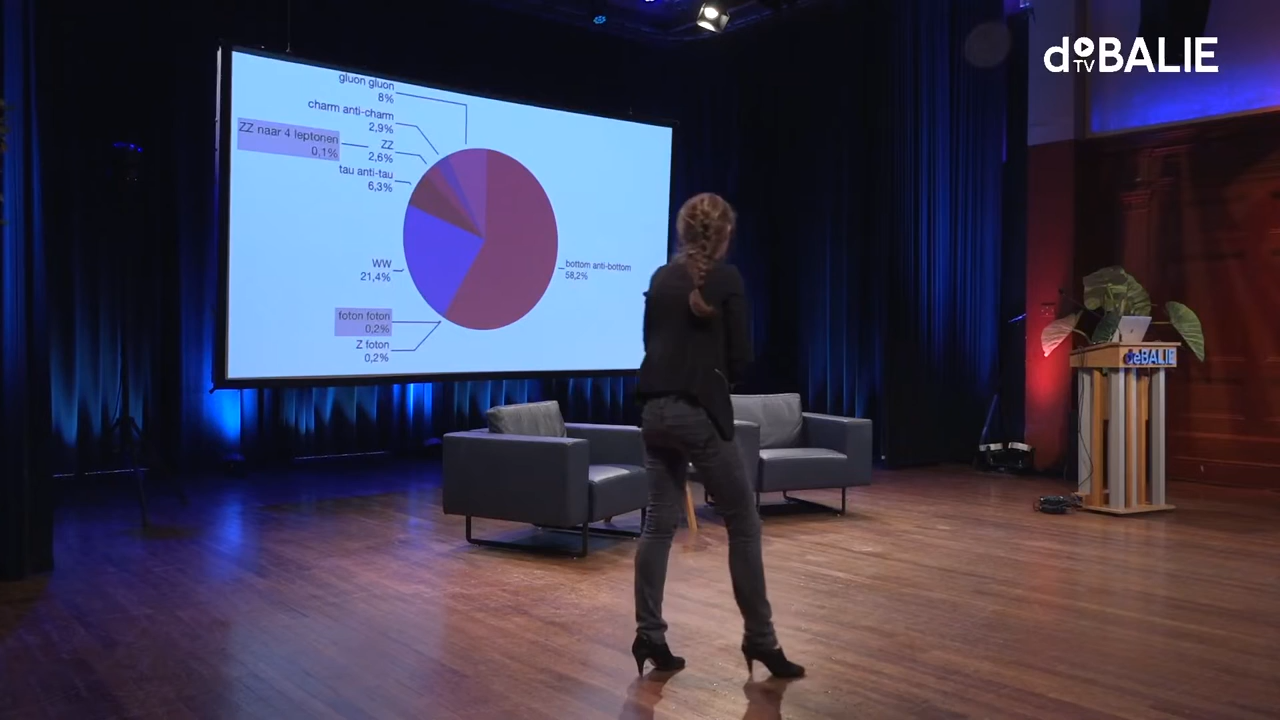 deBALIE
TV
gluon gluon
8%
charm anti-charm
2,9%
ZZ naar 4 leptonen
0,1%
ZZ
2,6%
tau anti-tau
6,3%
WW
21,4%
bottom anti-bottom
58,2%
foton foton
0,2%
Z foton
0,2%
deBALIE